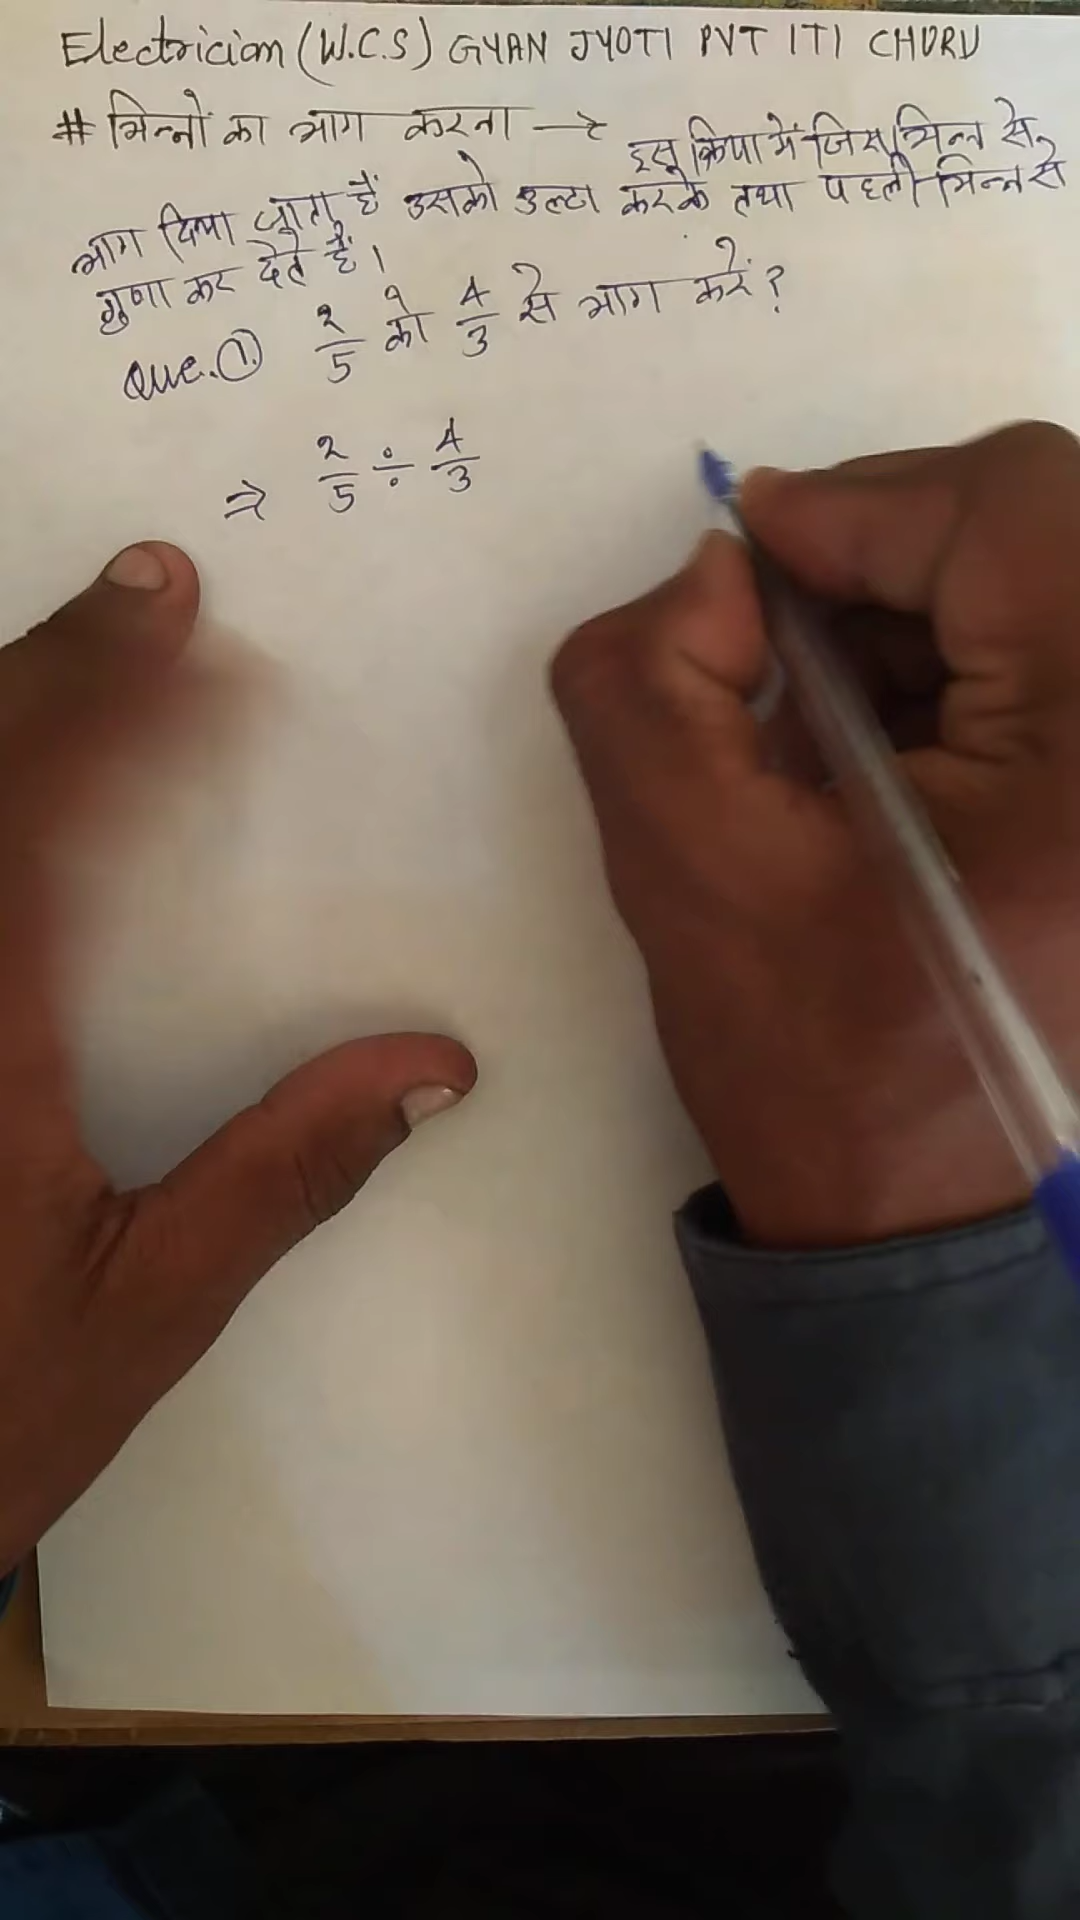 Electrician (W.C.S) GYAN JYOTI PVT ITI CHURU
# भिन्नों का भाग करना → इस क्रिया में जिस भिन्न से
भाग दिया जाता है उसको उल्टा करके तथा पहली भिन्न से
गुणा कर देते हैं।
Que. ①. 2/5 को 4/3 से भाग करें?
⇒ 2/5 ÷ 4/3